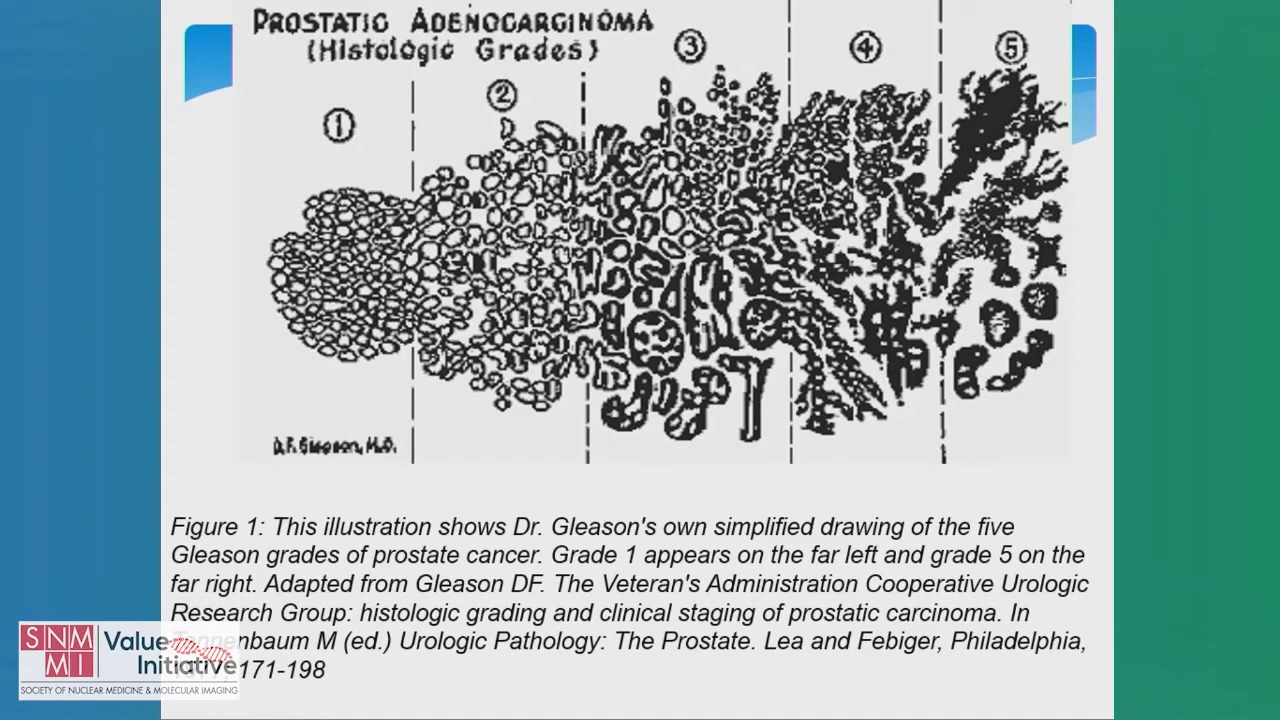 PROSTATIC ADENOCARCINOMA
(Histologic Grades)
1
2
3
4
5
D.F. Gleason, M.D.
Figure 1: This illustration shows Dr. Gleason's own simplified drawing of the five
Gleason grades of prostate cancer. Grade 1 appears on the far left and grade 5 on the
far right. Adapted from Gleason DF. The Veteran's Administration Cooperative Urologic
Research Group: histologic grading and clinical staging of prostatic carcinoma. In
Tannenbaum M (ed.) Urologic Pathology: The Prostate. Lea and Febiger, Philadelphia,
171-198
SNM
MI
Value
Initiative
SOCIETY OF NUCLEAR MEDICINE & MOLECULAR IMAGING